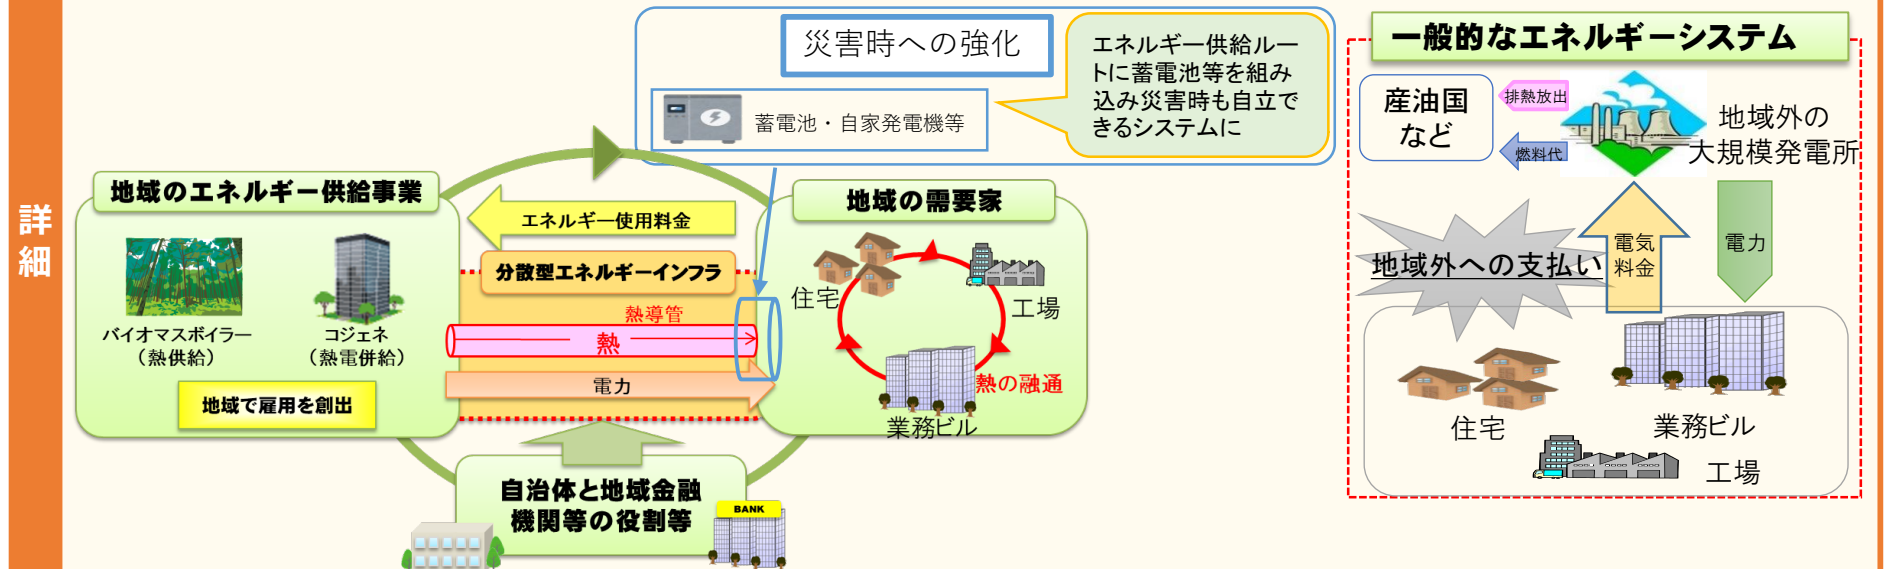 詳細
災害時への強化
蓄電池・自家発電機等
エネルギー供給ルー
トに蓄電池等を組み
込み災害時も自立で
きるシステムに
地域のエネルギー供給事業
バイオマスボイラー
（熱供給）
コジェネ
（熱電併給）
地域で雇用を創出
エネルギー使用料金
分散型エネルギーインフラ
熱導管
熱
電力
地域の需要家
住宅
工場
熱の融通
業務ビル
自治体と地域金融
機関等の役割等
BANK
一般的なエネルギーシステム
産油国
など
排熱放出
燃料代
地域外の
大規模発電所
地域外への支払い
電気
料金
電力
住宅
業務ビル
工場